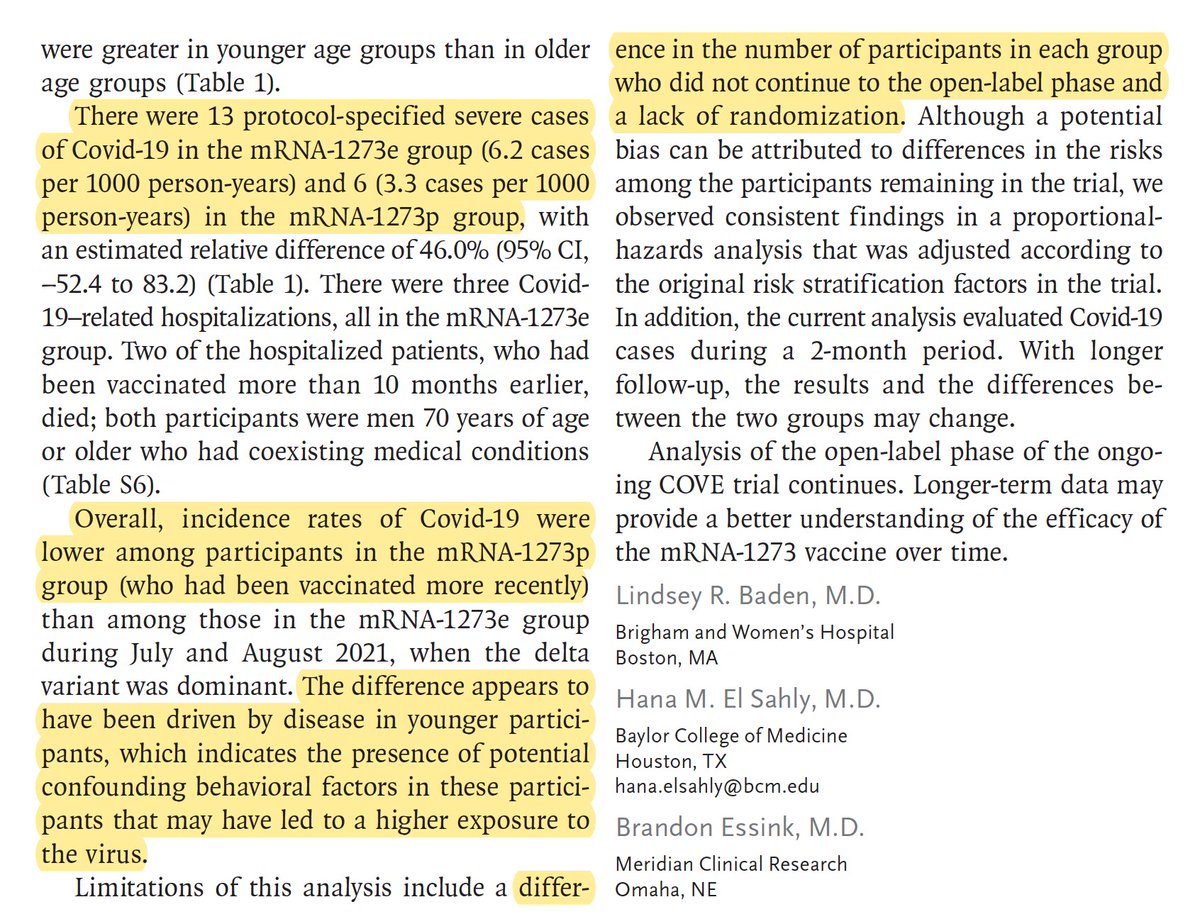 were greater in younger age groups than in older
age groups (Table 1).
There were 13 protocol-specified severe cases
of Covid-19 in the mRNA-1273e group (6.2 cases
per 1000 person-years) and 6 (3.3 cases per 1000
person-years) in the mRNA-1273p group, with
an estimated relative difference of 46.0% (95% CI,
−52.4 to 83.2) (Table 1). There were three Covid-
19–related hospitalizations, all in the mRNA-1273e
group. Two of the hospitalized patients, who had
been vaccinated more than 10 months earlier,
died; both participants were men 70 years of age
or older who had coexisting medical conditions
(Table S6).
Overall, incidence rates of Covid-19 were
lower among participants in the mRNA-1273p
group (who had been vaccinated more recently)
than among those in the mRNA-1273e group
during July and August 2021, when the delta
variant was dominant. The difference appears to
have been driven by disease in younger partici-
pants, which indicates the presence of potential
confounding behavioral factors in these partici-
pants that may have led to a higher exposure to
the virus.
Limitations of this analysis include a differ-
ence in the number of participants in each group
who did not continue to the open-label phase and
a lack of randomization. Although a potential
bias can be attributed to differences in the risks
among the participants remaining in the trial, we
observed consistent findings in a proportional-
hazards analysis that was adjusted according to
the original risk stratification factors in the trial.
In addition, the current analysis evaluated Covid-19
cases during a 2-month period. With longer
follow-up, the results and the differences be-
tween the two groups may change.
Analysis of the open-label phase of the ongo-
ing COVE trial continues. Longer-term data may
provide a better understanding of the efficacy of
the mRNA-1273 vaccine over time.
Lindsey R. Baden, M.D.
Brigham and Women's Hospital
Boston, MA
Hana M. El Sahly, M.D.
Baylor College of Medicine
Houston, TX
hana.elsahly@bcm.edu
Brandon Essink, M.D.
Meridian Clinical Research
Omaha, NE